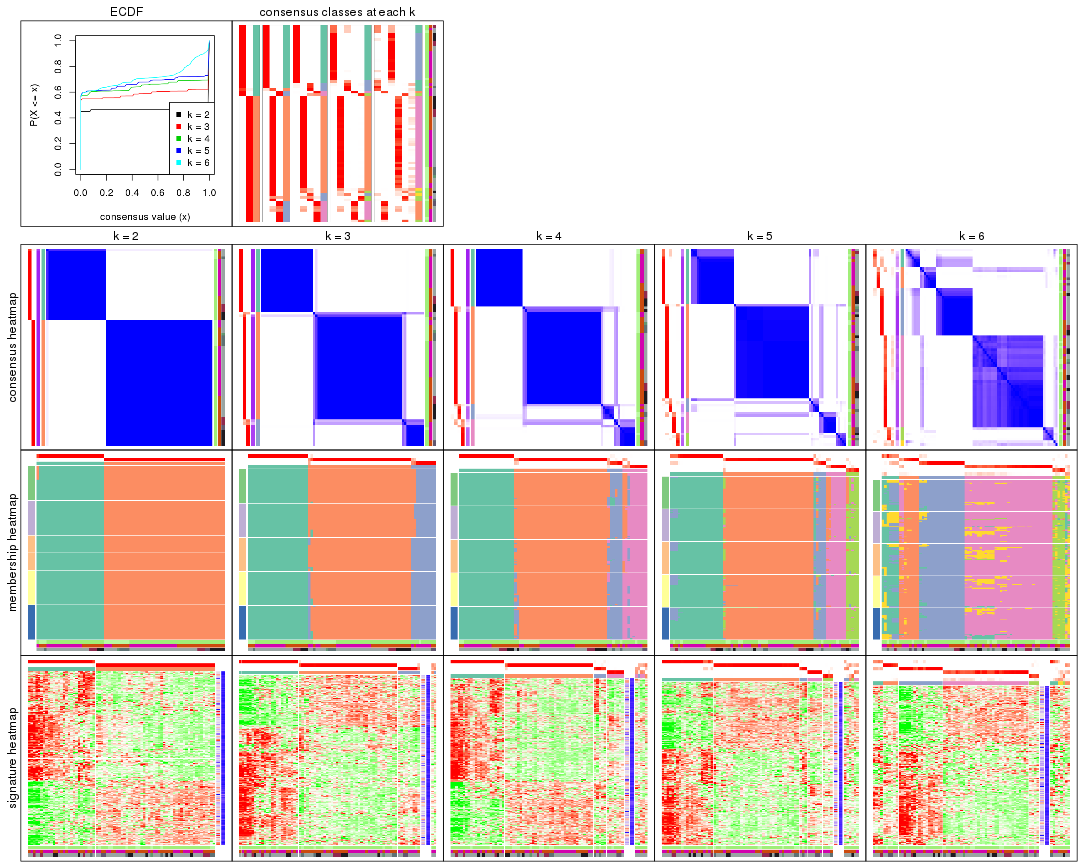 ECDF
consensus classes at each k
P(X <= x)
0.0 0.2 0.4 0.6 0.8 1.0
k = 2
k = 3
k = 4
k = 5
k = 6
0.0 0.2 0.4 0.6 0.8 1.0
consensus value (x)
k = 2
k = 3
k = 4
k = 5
k = 6
consensus heatmap
membership heatmap
signature heatmap